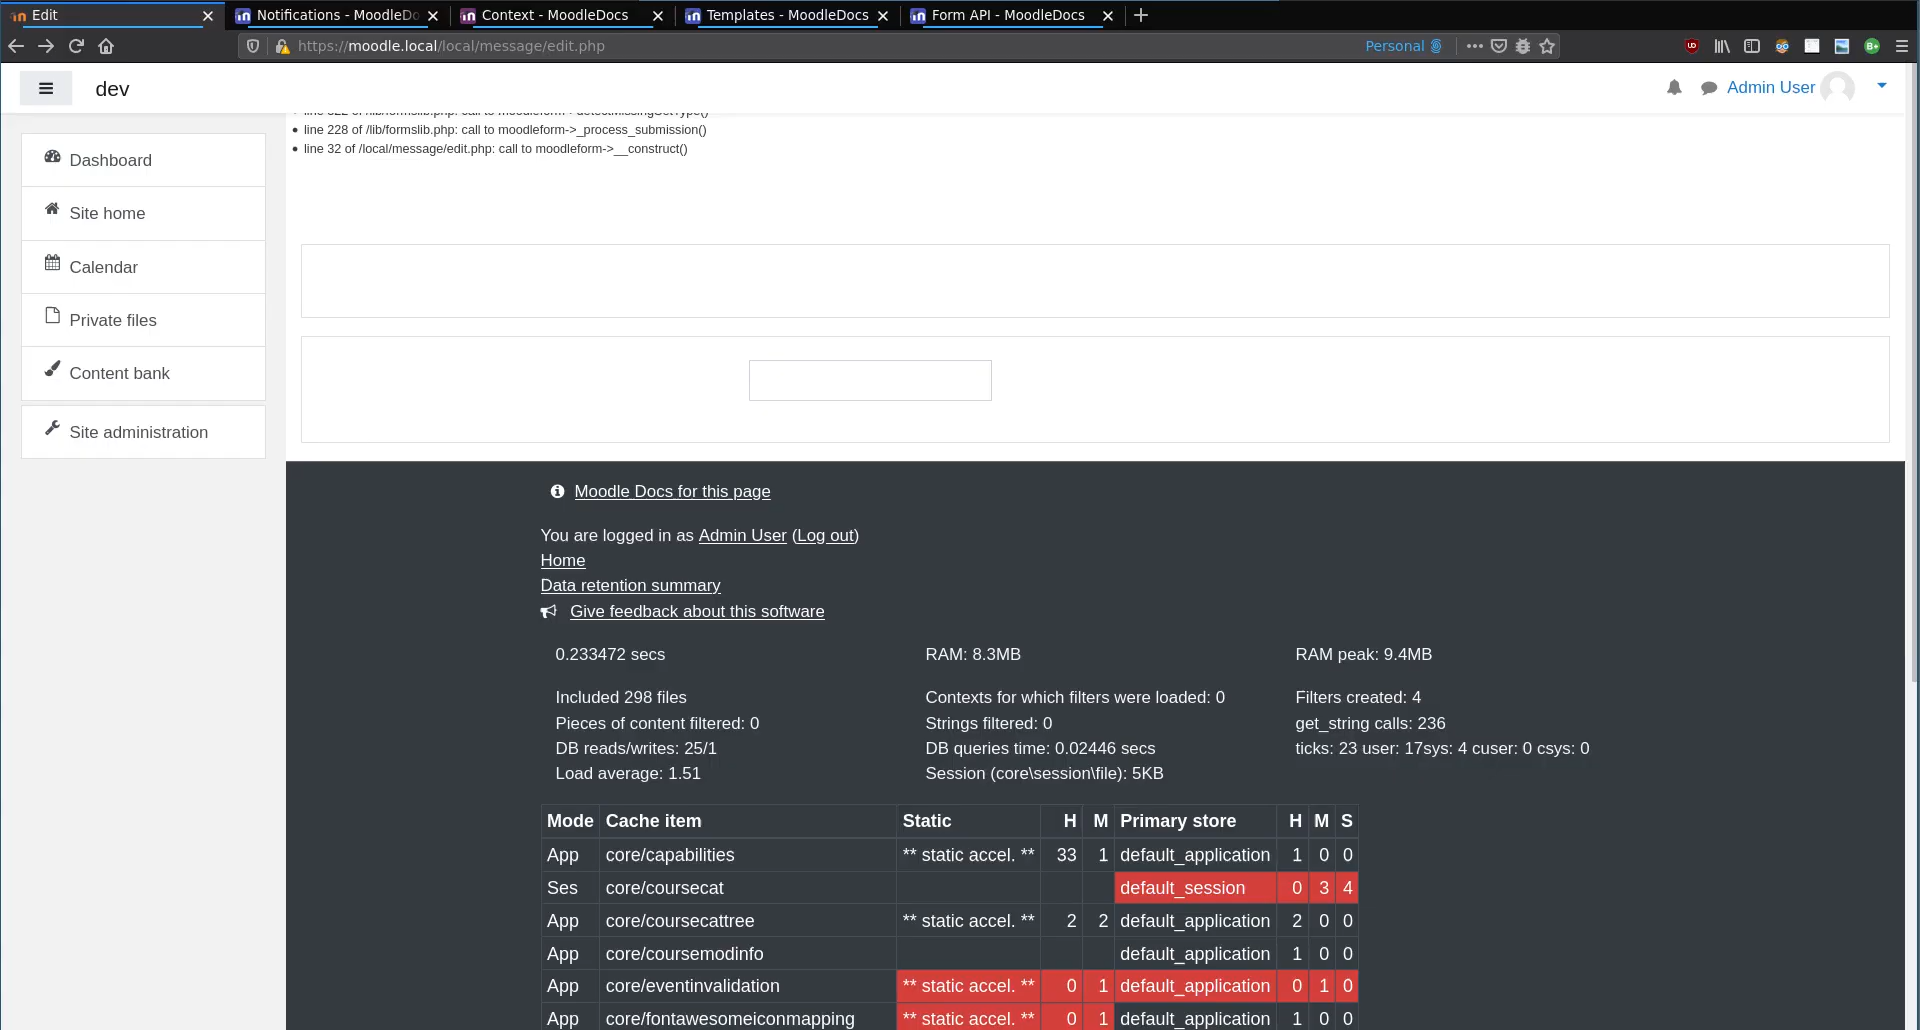 Edit
Notifications - MoodleDo
Context - MoodleDocs
Templates - MoodleDocs
Form API - MoodleDocs
https://moodle.local/local/message/edit.php
Personal
dev
Admin User
line 228 of /lib/formslib.php: call to moodleform->_process_submission()
line 32 of /local/message/edit.php: call to moodleform->__construct()
Dashboard
Site home
Calendar
Private files
Content bank
Site administration
Moodle Docs for this page
You are logged in as Admin User (Log out)
Home
Data retention summary
Give feedback about this software
0.233472 secs RAM: 8.3MB RAM peak: 9.4MB
Included 298 files Contexts for which filters were loaded: 0 Filters created: 4
Pieces of content filtered: 0 Strings filtered: 0 get_string calls: 236
DB reads/writes: 25/1 DB queries time: 0.02446 secs ticks: 23 user: 17sys: 4 cuser: 0 csys: 0
Load average: 1.51 Session (core\session\file): 5KB
Mode Cache item Static H M Primary store H M S
App core/capabilities ** static accel. ** 33 1 default_application 1 0 0
Ses core/coursecat default_session 0 3 4
App core/coursecattree ** static accel. ** 2 2 default_application 2 0 0
App core/coursemodinfo default_application 1 0 0
App core/eventinvalidation ** static accel. ** 0 1 default_application 0 1 0
App core/fontawesomeiconmapping ** static accel. ** 0 1 default_application 1 0 0